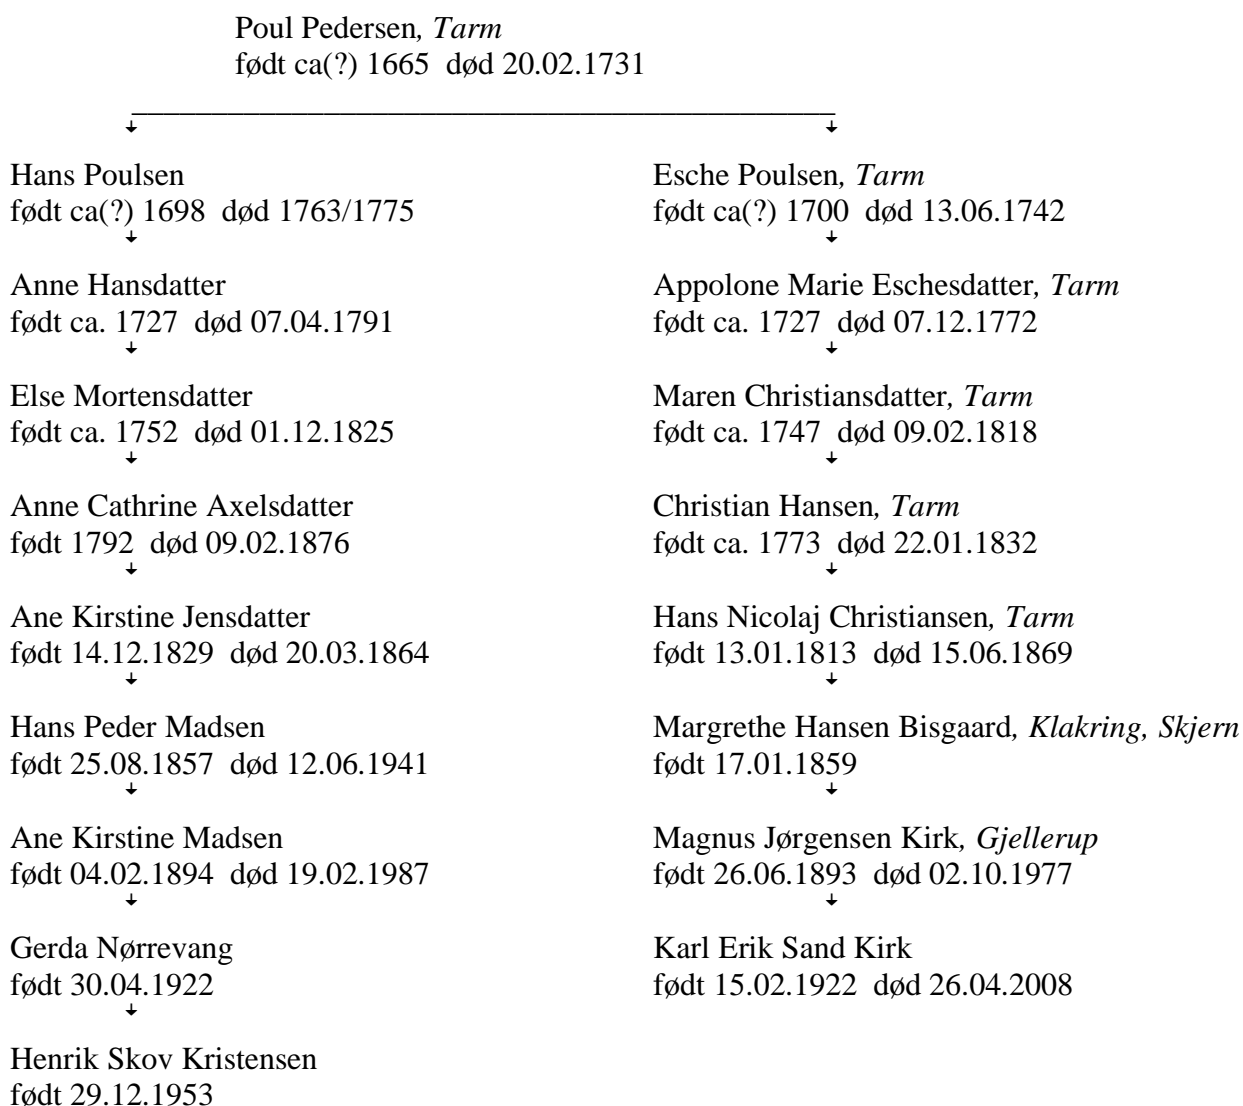 Poul Pedersen, Tarm
født ca(?) 1665  død 20.02.1731
Hans Poulsen
født ca(?) 1698  død 1763/1775
Esche Poulsen, Tarm
født ca(?) 1700  død 13.06.1742
Anne Hansdatter
født ca. 1727  død 07.04.1791
Appolone Marie Eschesdatter, Tarm
født ca. 1727  død 07.12.1772
Else Mortensdatter
født ca. 1752  død 01.12.1825
Maren Christiansdatter, Tarm
født ca. 1747  død 09.02.1818
Anne Cathrine Axelsdatter
født 1792  død 09.02.1876
Christian Hansen, Tarm
født ca. 1773  død 22.01.1832
Ane Kirstine Jensdatter
født 14.12.1829  død 20.03.1864
Hans Nicolaj Christiansen, Tarm
født 13.01.1813  død 15.06.1869
Hans Peder Madsen
født 25.08.1857  død 12.06.1941
Margrethe Hansen Bisgaard, Klakring, Skjern
født 17.01.1859
Ane Kirstine Madsen
født 04.02.1894  død 19.02.1987
Magnus Jørgensen Kirk, Gjellerup
født 26.06.1893  død 02.10.1977
Gerda Nørrevang
født 30.04.1922
Karl Erik Sand Kirk
født 15.02.1922  død 26.04.2008
Henrik Skov Kristensen
født 29.12.1953